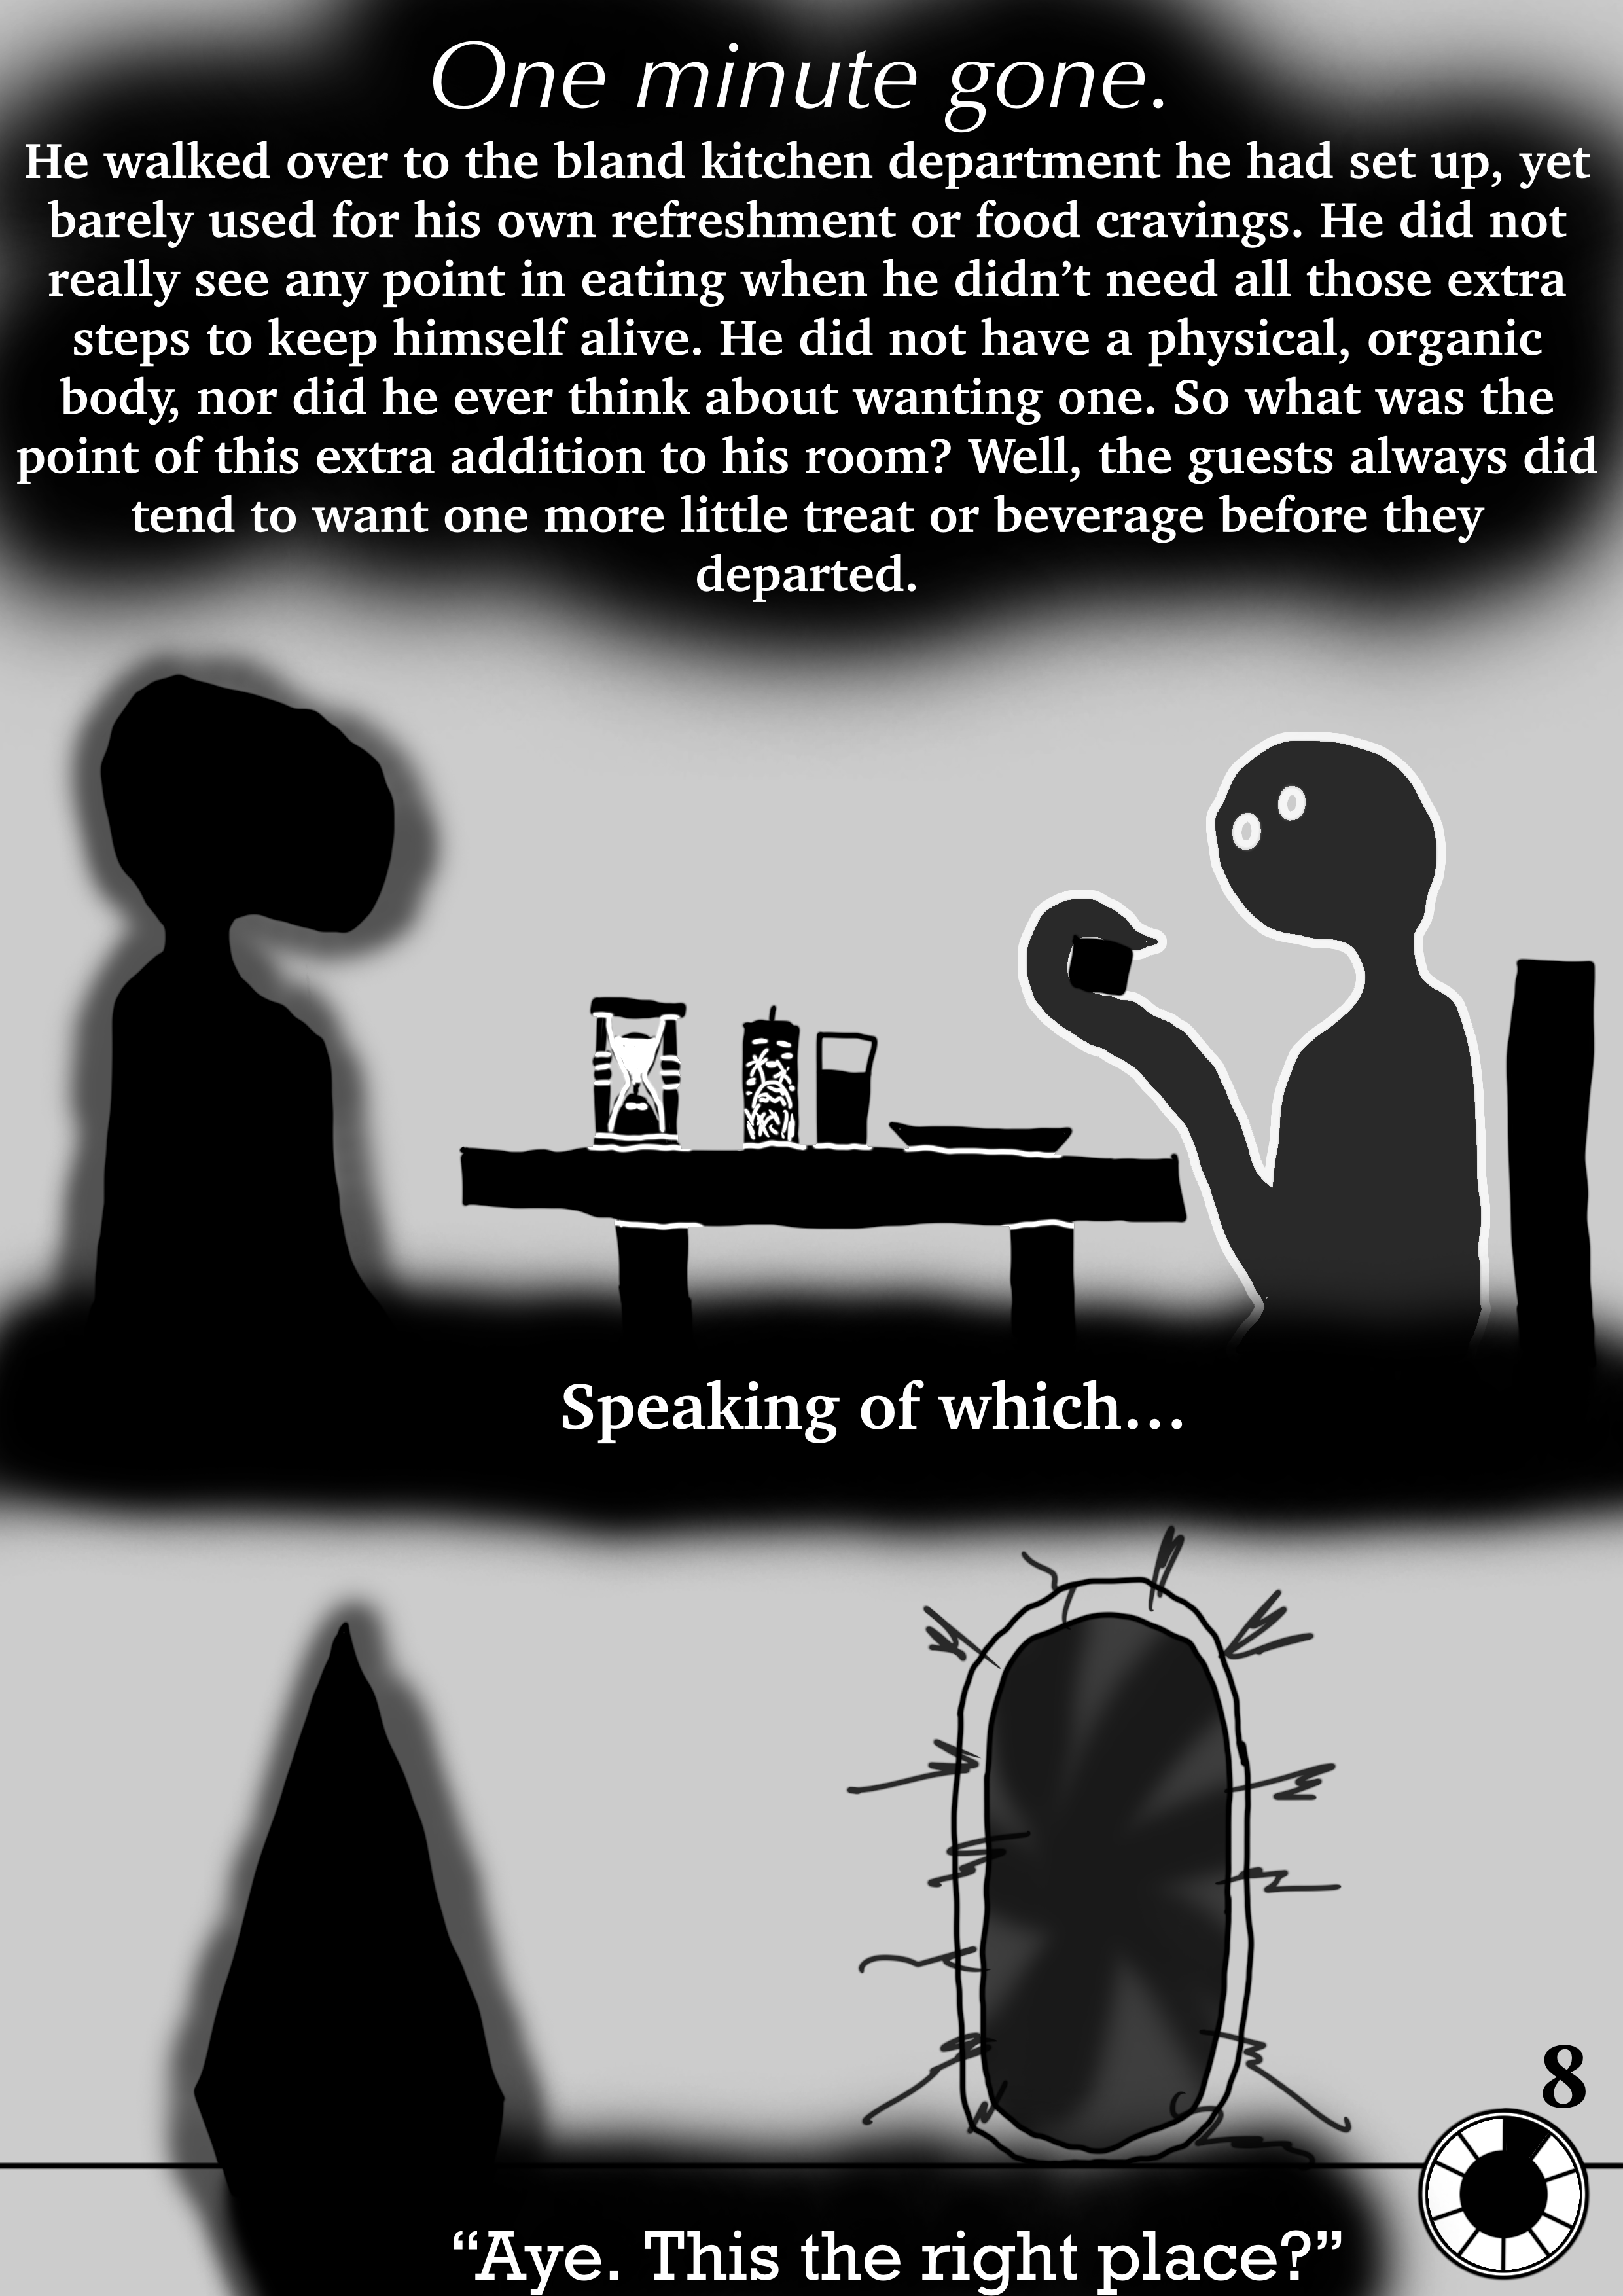 One minute gone.
He walked over to the bland kitchen department he had set up, yet
barely used for his own refreshment or food cravings. He did not
really see any point in eating when he didn’t need all those extra
steps to keep himself alive. He did not have a physical, organic
body, nor did he ever think about wanting one. So what was the
point of this extra addition to his room? Well, the guests always did
tend to want one more little treat or beverage before they
departed.
Speaking of which...
8
“Aye. This the right place?”